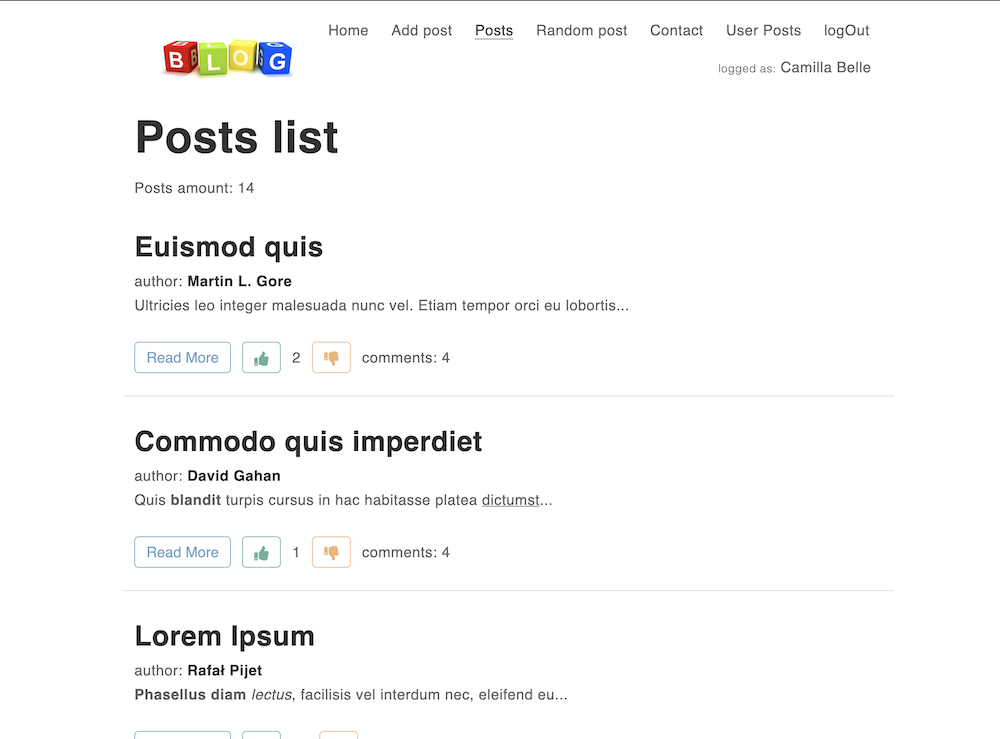 BLOG
Home Add post Posts Random post Contact User Posts logOut
logged as: Camilla Belle
Posts list
Posts amount: 14
Euismod quis
author: Martin L. Gore
Ultricies leo integer malesuada nunc vel. Etiam tempor orci eu lobortis...
Read More 2 comments: 4
Commodo quis imperdiet
author: David Gahan
Quis blandit turpis cursus in hac habitasse platea dictumst...
Read More 1 comments: 4
Lorem Ipsum
author: Rafał Pijet
Phasellus diam lectus, facilisis vel interdum nec, eleifend eu...